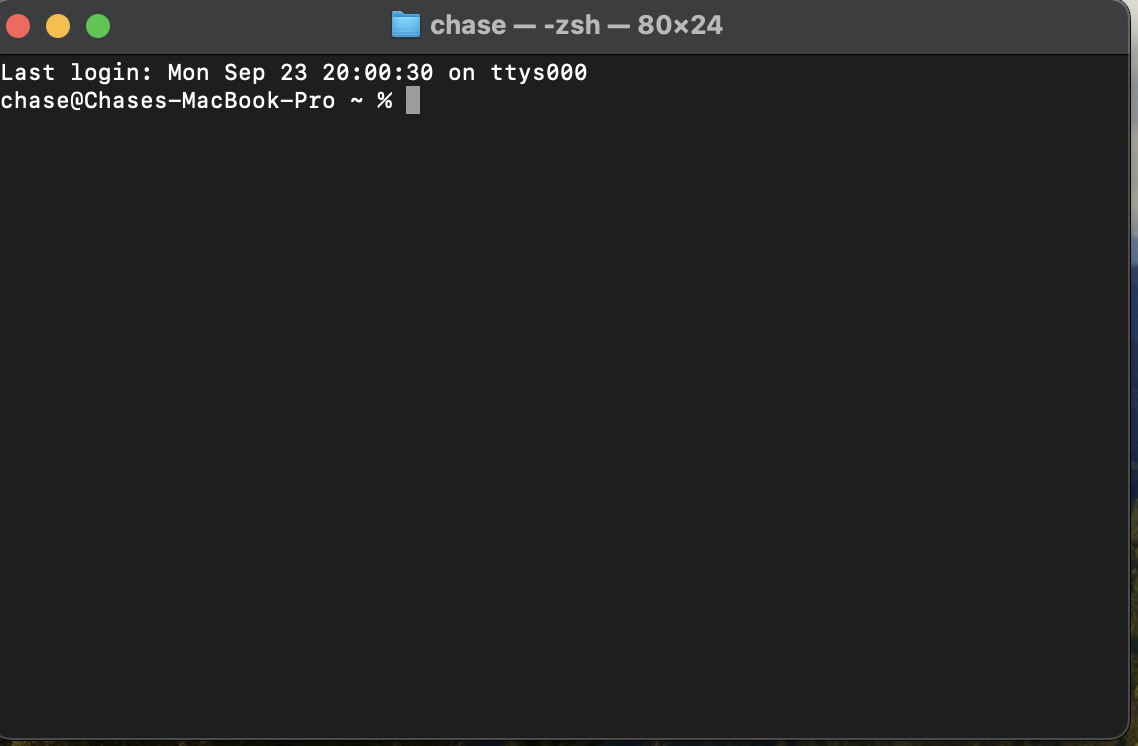 chase — -zsh — 80×24
Last login: Mon Sep 23 20:00:30 on ttys000
chase@Chases-MacBook-Pro ~ %